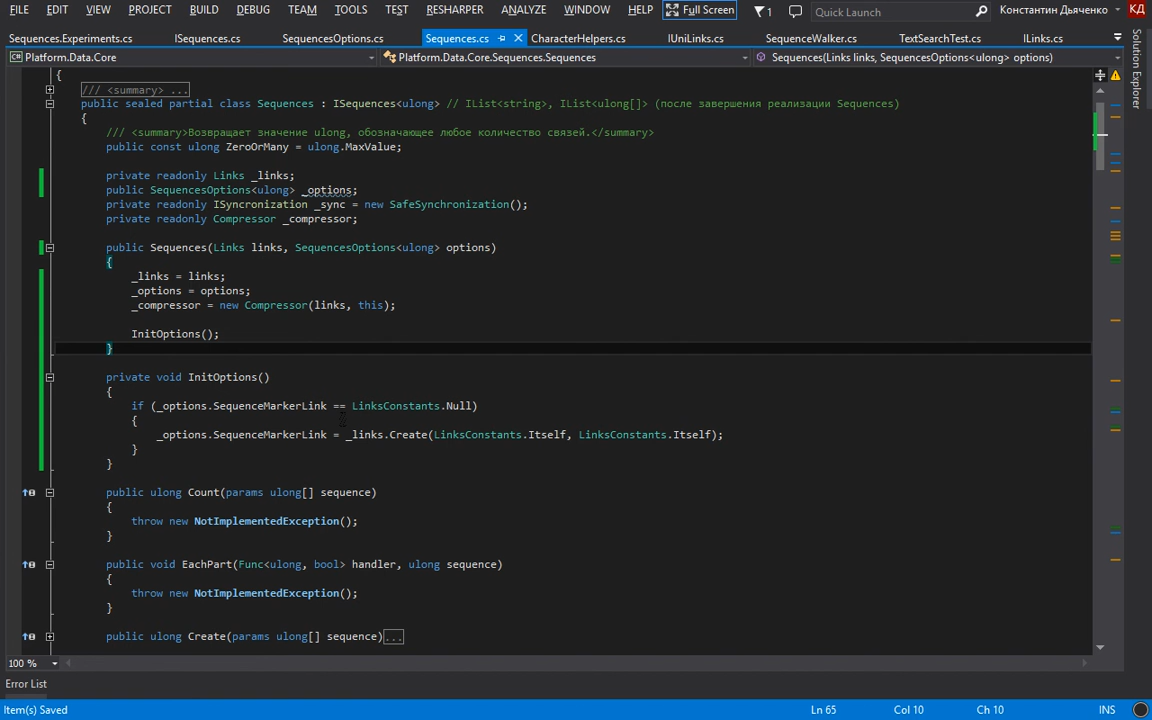 FILE EDIT VIEW PROJECT BUILD DEBUG TEAM TOOLS TEST RESHARPER ANALYZE WINDOW HELP Full Screen 1 Quick Launch Константин Дьяченко КД
Sequences.Experiments.cs ISequences.cs SequencesOptions.cs Sequences.cs CharacterHelpers.cs IUniLinks.cs SequenceWalker.cs TextSearchTest.cs ILinks.cs
Platform.Data.Core Platform.Data.Core.Sequences.Sequences Sequences(Links links, SequencesOptions<ulong> options)
Solution Explorer
{
/// <summary> ...
public sealed partial class Sequences : ISequences<ulong> // IList<string>, IList<ulong[]> (после завершения реализации Sequences)
{
/// <summary>Возвращает значение ulong, обозначающее любое количество связей.</summary>
public const ulong ZeroOrMany = ulong.MaxValue;
private readonly Links _links;
public SequencesOptions<ulong> _options;
private readonly ISyncronization _sync = new SafeSynchronization();
private readonly Compressor _compressor;
public Sequences(Links links, SequencesOptions<ulong> options)
{
_links = links;
_options = options;
_compressor = new Compressor(links, this);
InitOptions();
}
private void InitOptions()
{
if (_options.SequenceMarkerLink == LinksConstants.Null)
{
_options.SequenceMarkerLink = _links.Create(LinksConstants.Itself, LinksConstants.Itself);
}
}
public ulong Count(params ulong[] sequence)
{
throw new NotImplementedException();
}
public void EachPart(Func<ulong, bool> handler, ulong sequence)
{
throw new NotImplementedException();
}
public ulong Create(params ulong[] sequence)...
100 %
Error List
Item(s) Saved Ln 65 Col 10 Ch 10 INS